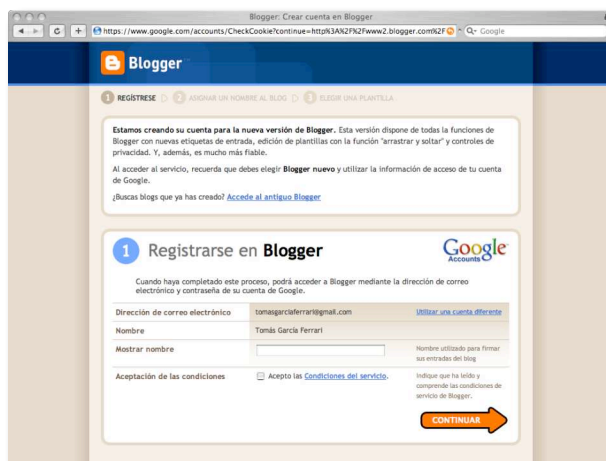 Blogger: Crear cuenta en Blogger
https://www.google.com/accounts/CheckCookie?continue=http%3A%2F%2Fwww2.blogger.com%2F
Google
Blogger
1 REGÍSTRESE 2 ASIGNAR UN NOMBRE AL BLOG 3 ELEGIR UNA PLANTILLA
Estamos creando su cuenta para la nueva versión de Blogger. Esta versión dispone de todas la funciones de
Blogger con nuevas etiquetas de entrada, edición de plantillas con la función "arrastrar y soltar" y controles de
privacidad. Y, además, es mucho más fiable.
Al acceder al servicio, recuerda que debes elegir Blogger nuevo y utilizar la información de acceso de tu cuenta
de Google.
¿Buscas blogs que ya has creado? Accede al antiguo Blogger
1 Registrarse en Blogger
Google
Accounts
Cuando haya completado este proceso, podrá acceder a Blogger mediante la dirección de correo
electrónico y contraseña de su cuenta de Google.
Dirección de correo electrónico tomasgarciaferrari@gmail.com Utilizar una cuenta diferente
Nombre Tomás García Ferrari
Mostrar nombre Nombre utilizado para firmar
sus entradas del blog
Aceptación de las condiciones Acepto las Condiciones del servicio. Indique que ha leído y
comprende las condiciones de
servicio de Blogger.
CONTINUAR